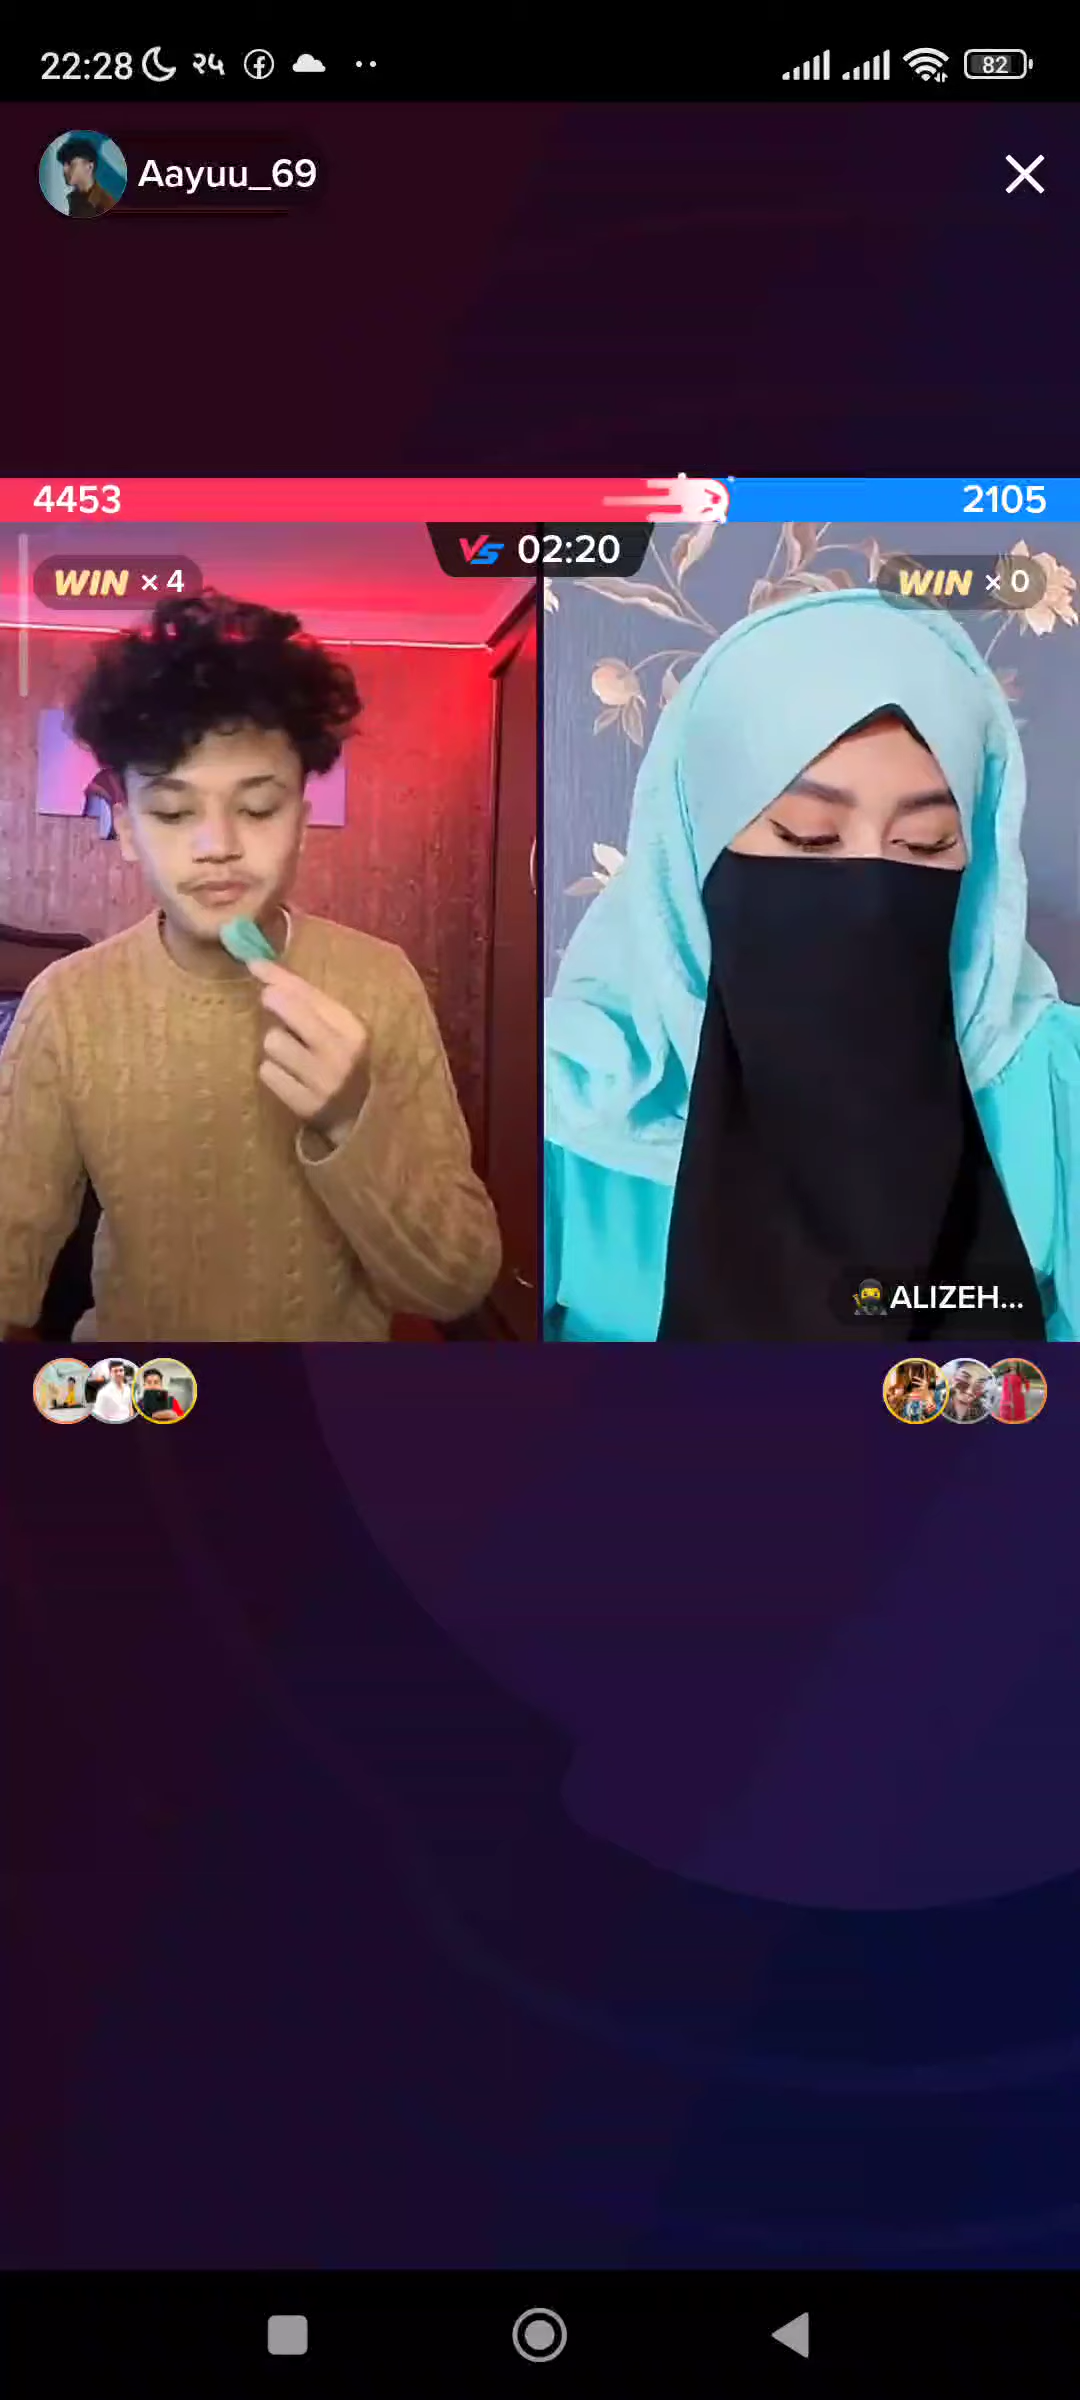 22:28 २५
82
Aayuu_69
4453
2105
VS 02:20
WIN × 4
WIN × 0
ALIZEH...